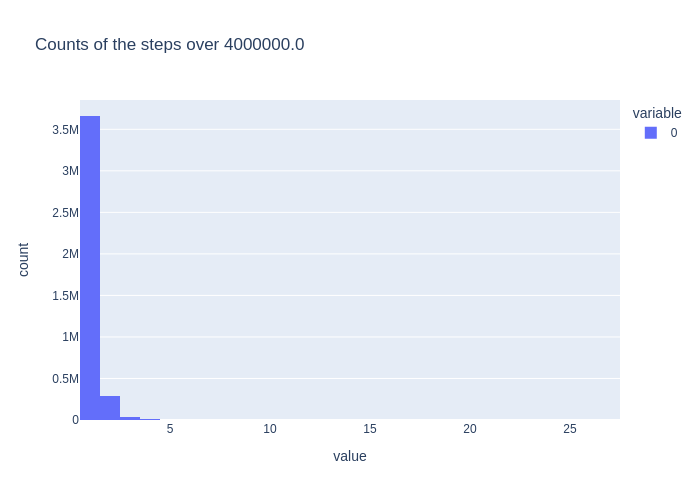 Counts of the steps over 4000000.0
variable
0
3.5M
3M
2.5M
2M
1.5M
1M
0.5M
0
count
5
10
15
20
25
value